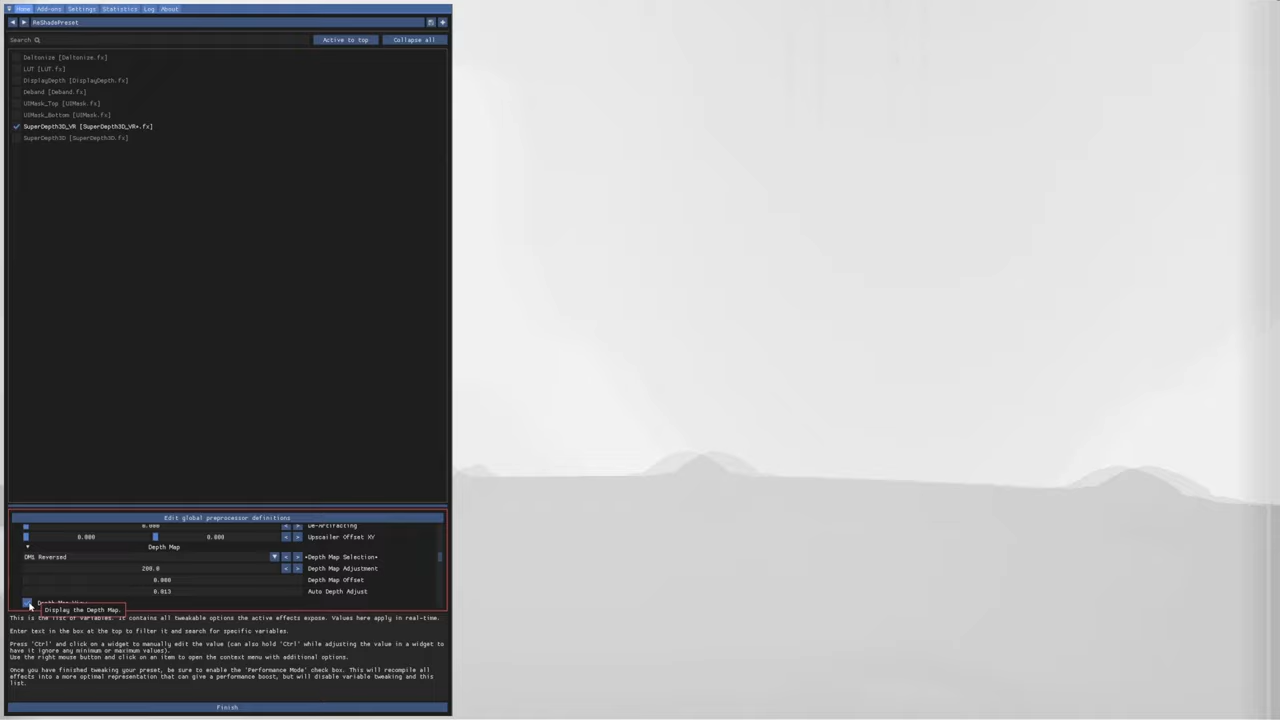 Home Add-ons Settings Statistics Log About
ReShadePreset
Search Active to top Collapse all
Daltonize [Daltonize.fx]
LUT [LUT.fx]
DisplayDepth [DisplayDepth.fx]
Deband [Deband.fx]
UIMask_Top [UIMask.fx]
UIMask_Bottom [UIMask.fx]
SuperDepth3D_VR [SuperDepth3D_VR+.fx]
SuperDepth3D [SuperDepth3D.fx]
Edit global preprocessor definitions
0.000 < > De-Artifacting
0.000 0.000 < > Upscailer Offset XY
Depth Map
DM1 Reversed < > •Depth Map Selection•
200.0 < > Depth Map Adjustment
0.000 Depth Map Offset
0.013 Auto Depth Adjust
Depth Map View
Display the Depth Map.
This is the list of variables. It contains all tweakable options the active effects expose. Values here apply in real-time.
Enter text in the box at the top to filter it and search for specific variables.
Press 'Ctrl' and click on a widget to manually edit the value (can also hold 'Ctrl' while adjusting the value in a widget to
have it ignore any minimum or maximum values).
Use the right mouse button and click on an item to open the context menu with additional options.
Once you have finished tweaking your preset, be sure to enable the 'Performance Mode' check box. This will recompile all
effects into a more optimal representation that can give a performance boost, but will disable variable tweaking and this
list.
Finish